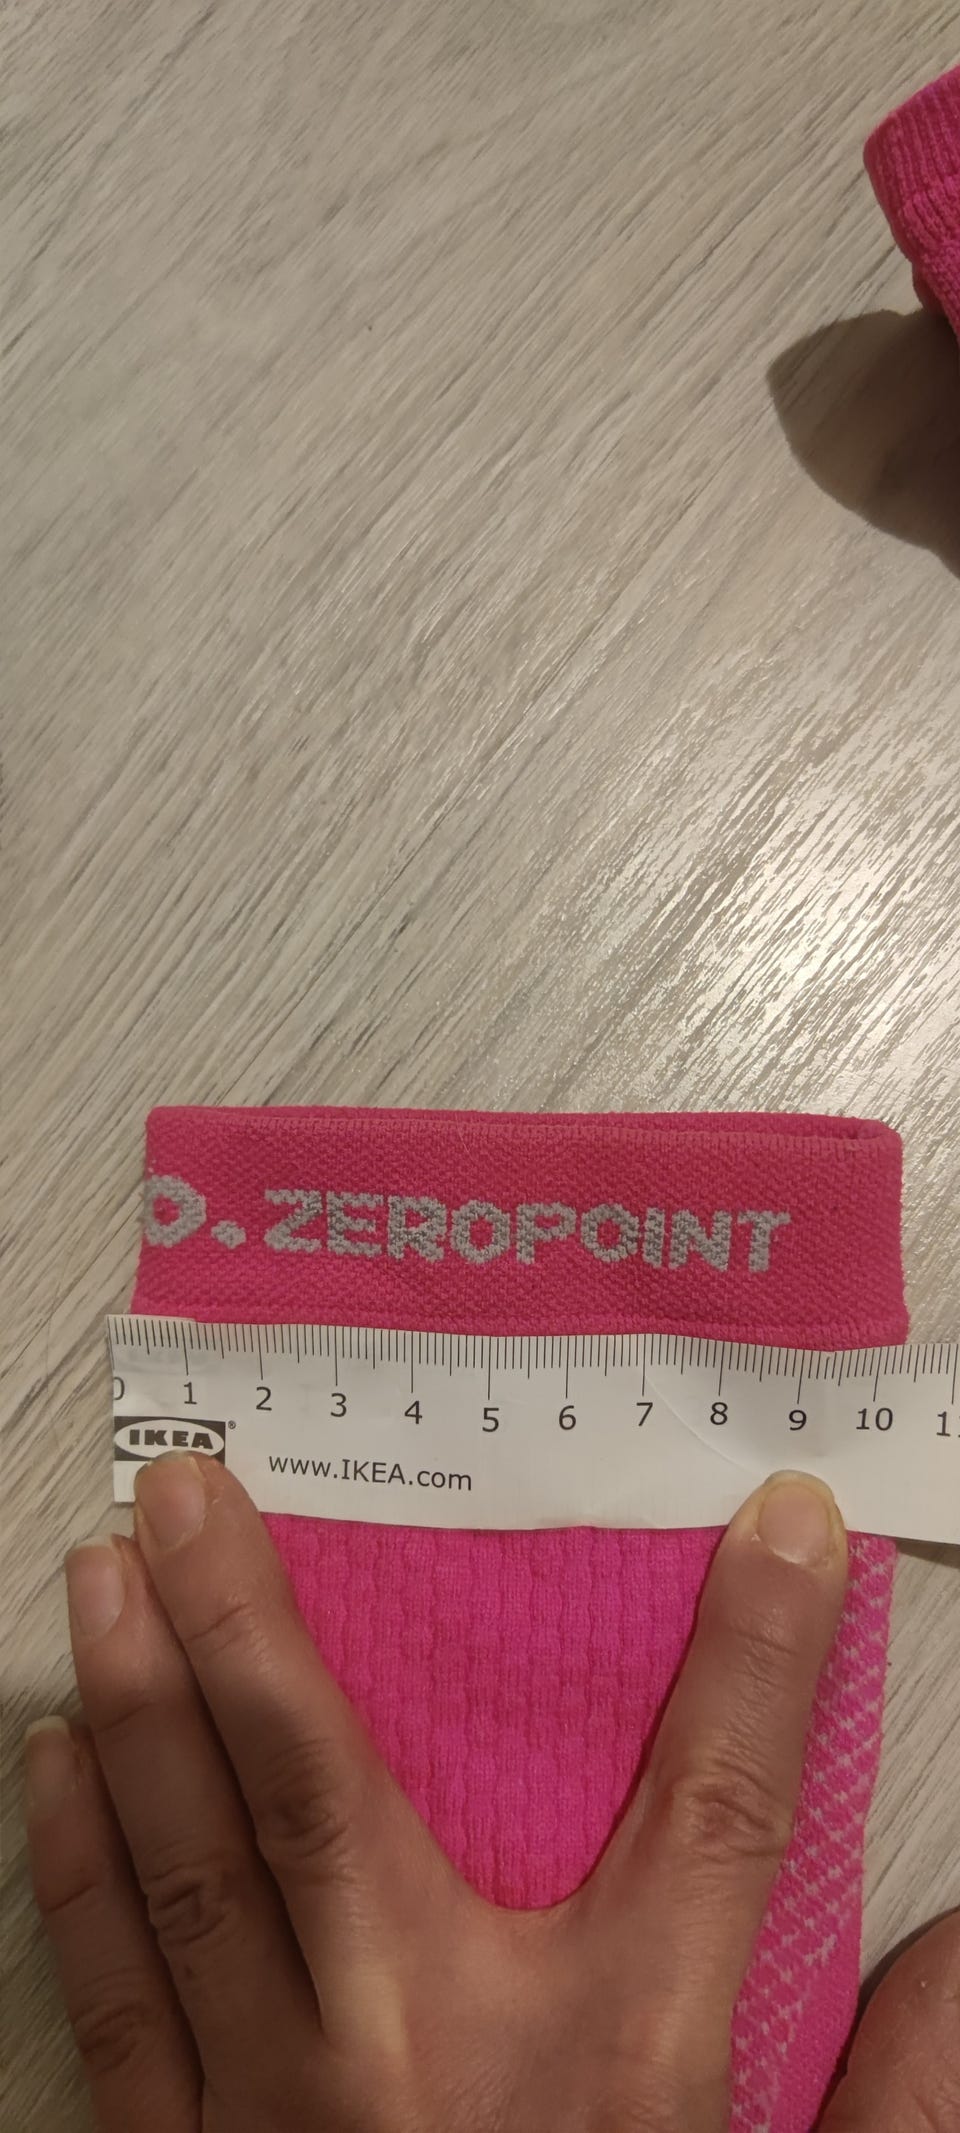 O. ZEROPOINT
0 1 2 3 4 5 6 7 8 9 10
IKEA®
www.IKEA.com